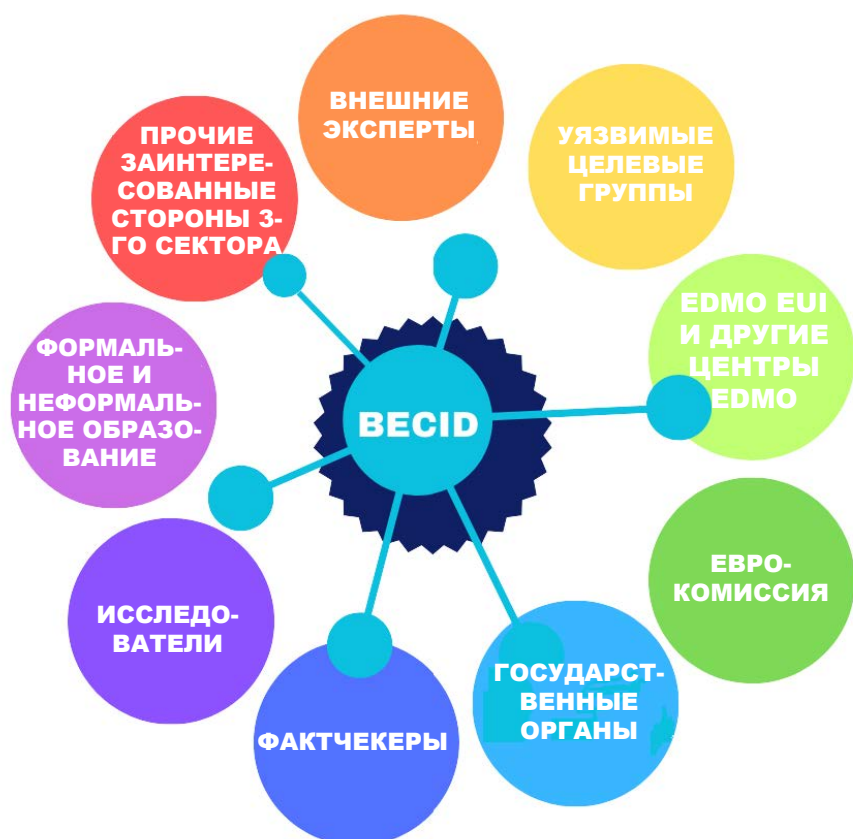 ВНЕШНИЕ
ЭКСПЕРТЫ
ПРОЧИЕ
ЗАИНТЕРЕ-
СОВАННЫЕ
СТОРОНЫ 3-
ГО СЕКТОРА
УЯЗВИМЫЕ
ЦЕЛЕВЫЕ
ГРУППЫ
EDMO EUI
И ДРУГИЕ
ЦЕНТРЫ
EDMO
ФОРМАЛЬ-
НОЕ И
НЕФОРМАЛЬ-
НОЕ ОБРАЗО-
ВАНИЕ
BECID
ЕВРО-
КОМИССИЯ
ИССЛЕДО-
ВАТЕЛИ
ГОСУДАРСТ-
ВЕННЫЕ
ОРГАНЫ
ФАКТЧЕКЕРЫ